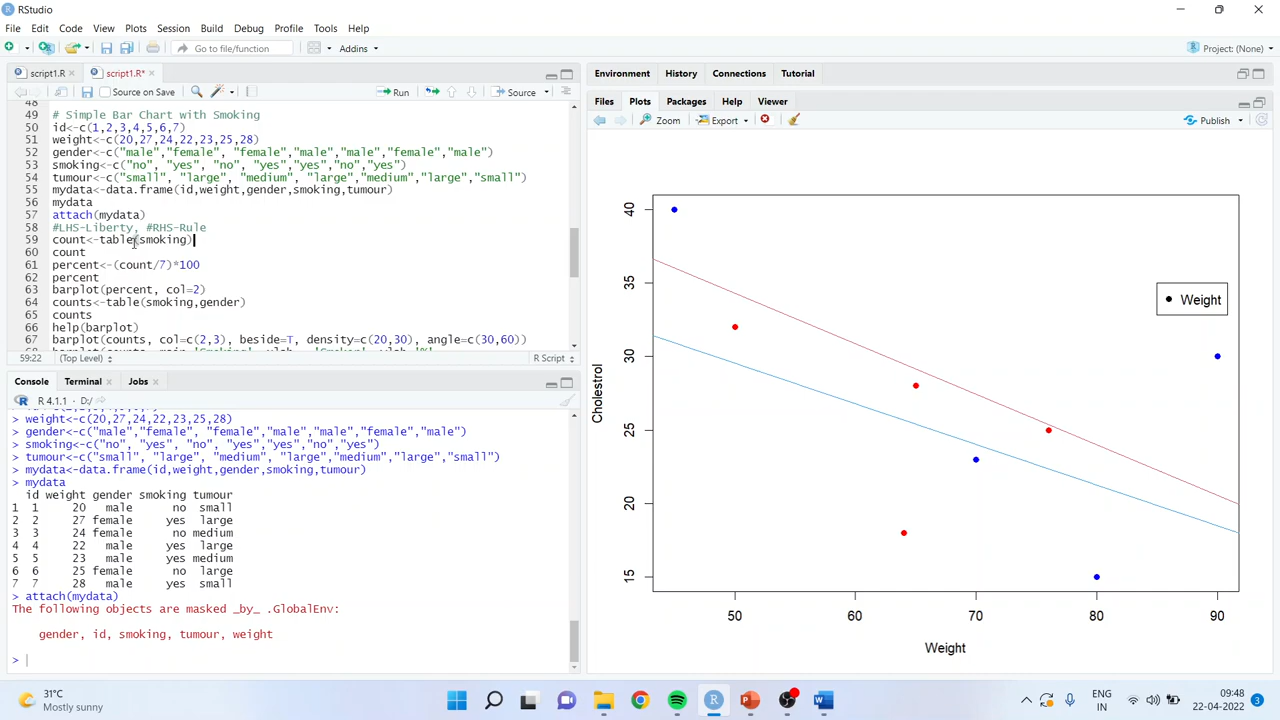 RStudio
File Edit Code View Plots Session Build Debug Profile Tools Help
Go to file/function Addins Project: (None)
script1.R script1.R*
Source on Save Run Source
48
49 # Simple Bar Chart with Smoking
50 id<-c(1,2,3,4,5,6,7)
51 weight<-c(20,27,24,22,23,25,28)
52 gender<-c("male","female", "female","male","male","female","male")
53 smoking<-c("no", "yes", "no", "yes","yes","no","yes")
54 tumour<-c("small", "large", "medium", "large","medium","large","small")
55 mydata<-data.frame(id,weight,gender,smoking,tumour)
56 mydata
57 attach(mydata)
58 #LHS-Liberty, #RHS-Rule
59 count<-table(smoking)
60 count
61 percent<-(count/7)*100
62 percent
63 barplot(percent, col=2)
64 counts<-table(smoking,gender)
65 counts
66 help(barplot)
67 barplot(counts, col=c(2,3), beside=T, density=c(20,30), angle=c(30,60))
59:22 (Top Level) R Script
Console Terminal Jobs
R 4.1.1 · D:/
> weight<-c(20,27,24,22,23,25,28)
> gender<-c("male","female", "female","male","male","female","male")
> smoking<-c("no", "yes", "no", "yes","yes","no","yes")
> tumour<-c("small", "large", "medium", "large","medium","large","small")
> mydata<-data.frame(id,weight,gender,smoking,tumour)
> mydata
id weight gender smoking tumour
1 1 20 male no small
2 2 27 female yes large
3 3 24 female no medium
4 4 22 male yes large
5 5 23 male yes medium
6 6 25 female no large
7 7 28 male yes small
> attach(mydata)
The following objects are masked _by_ .GlobalEnv:
gender, id, smoking, tumour, weight
>
Environment History Connections Tutorial
Files Plots Packages Help Viewer
Zoom Export Publish
40
35
30
25
20
15
Cholestrol
Weight
50 60 70 80 90
Weight
31°C
Mostly sunny
ENG
IN
09:48
22-04-2022
3